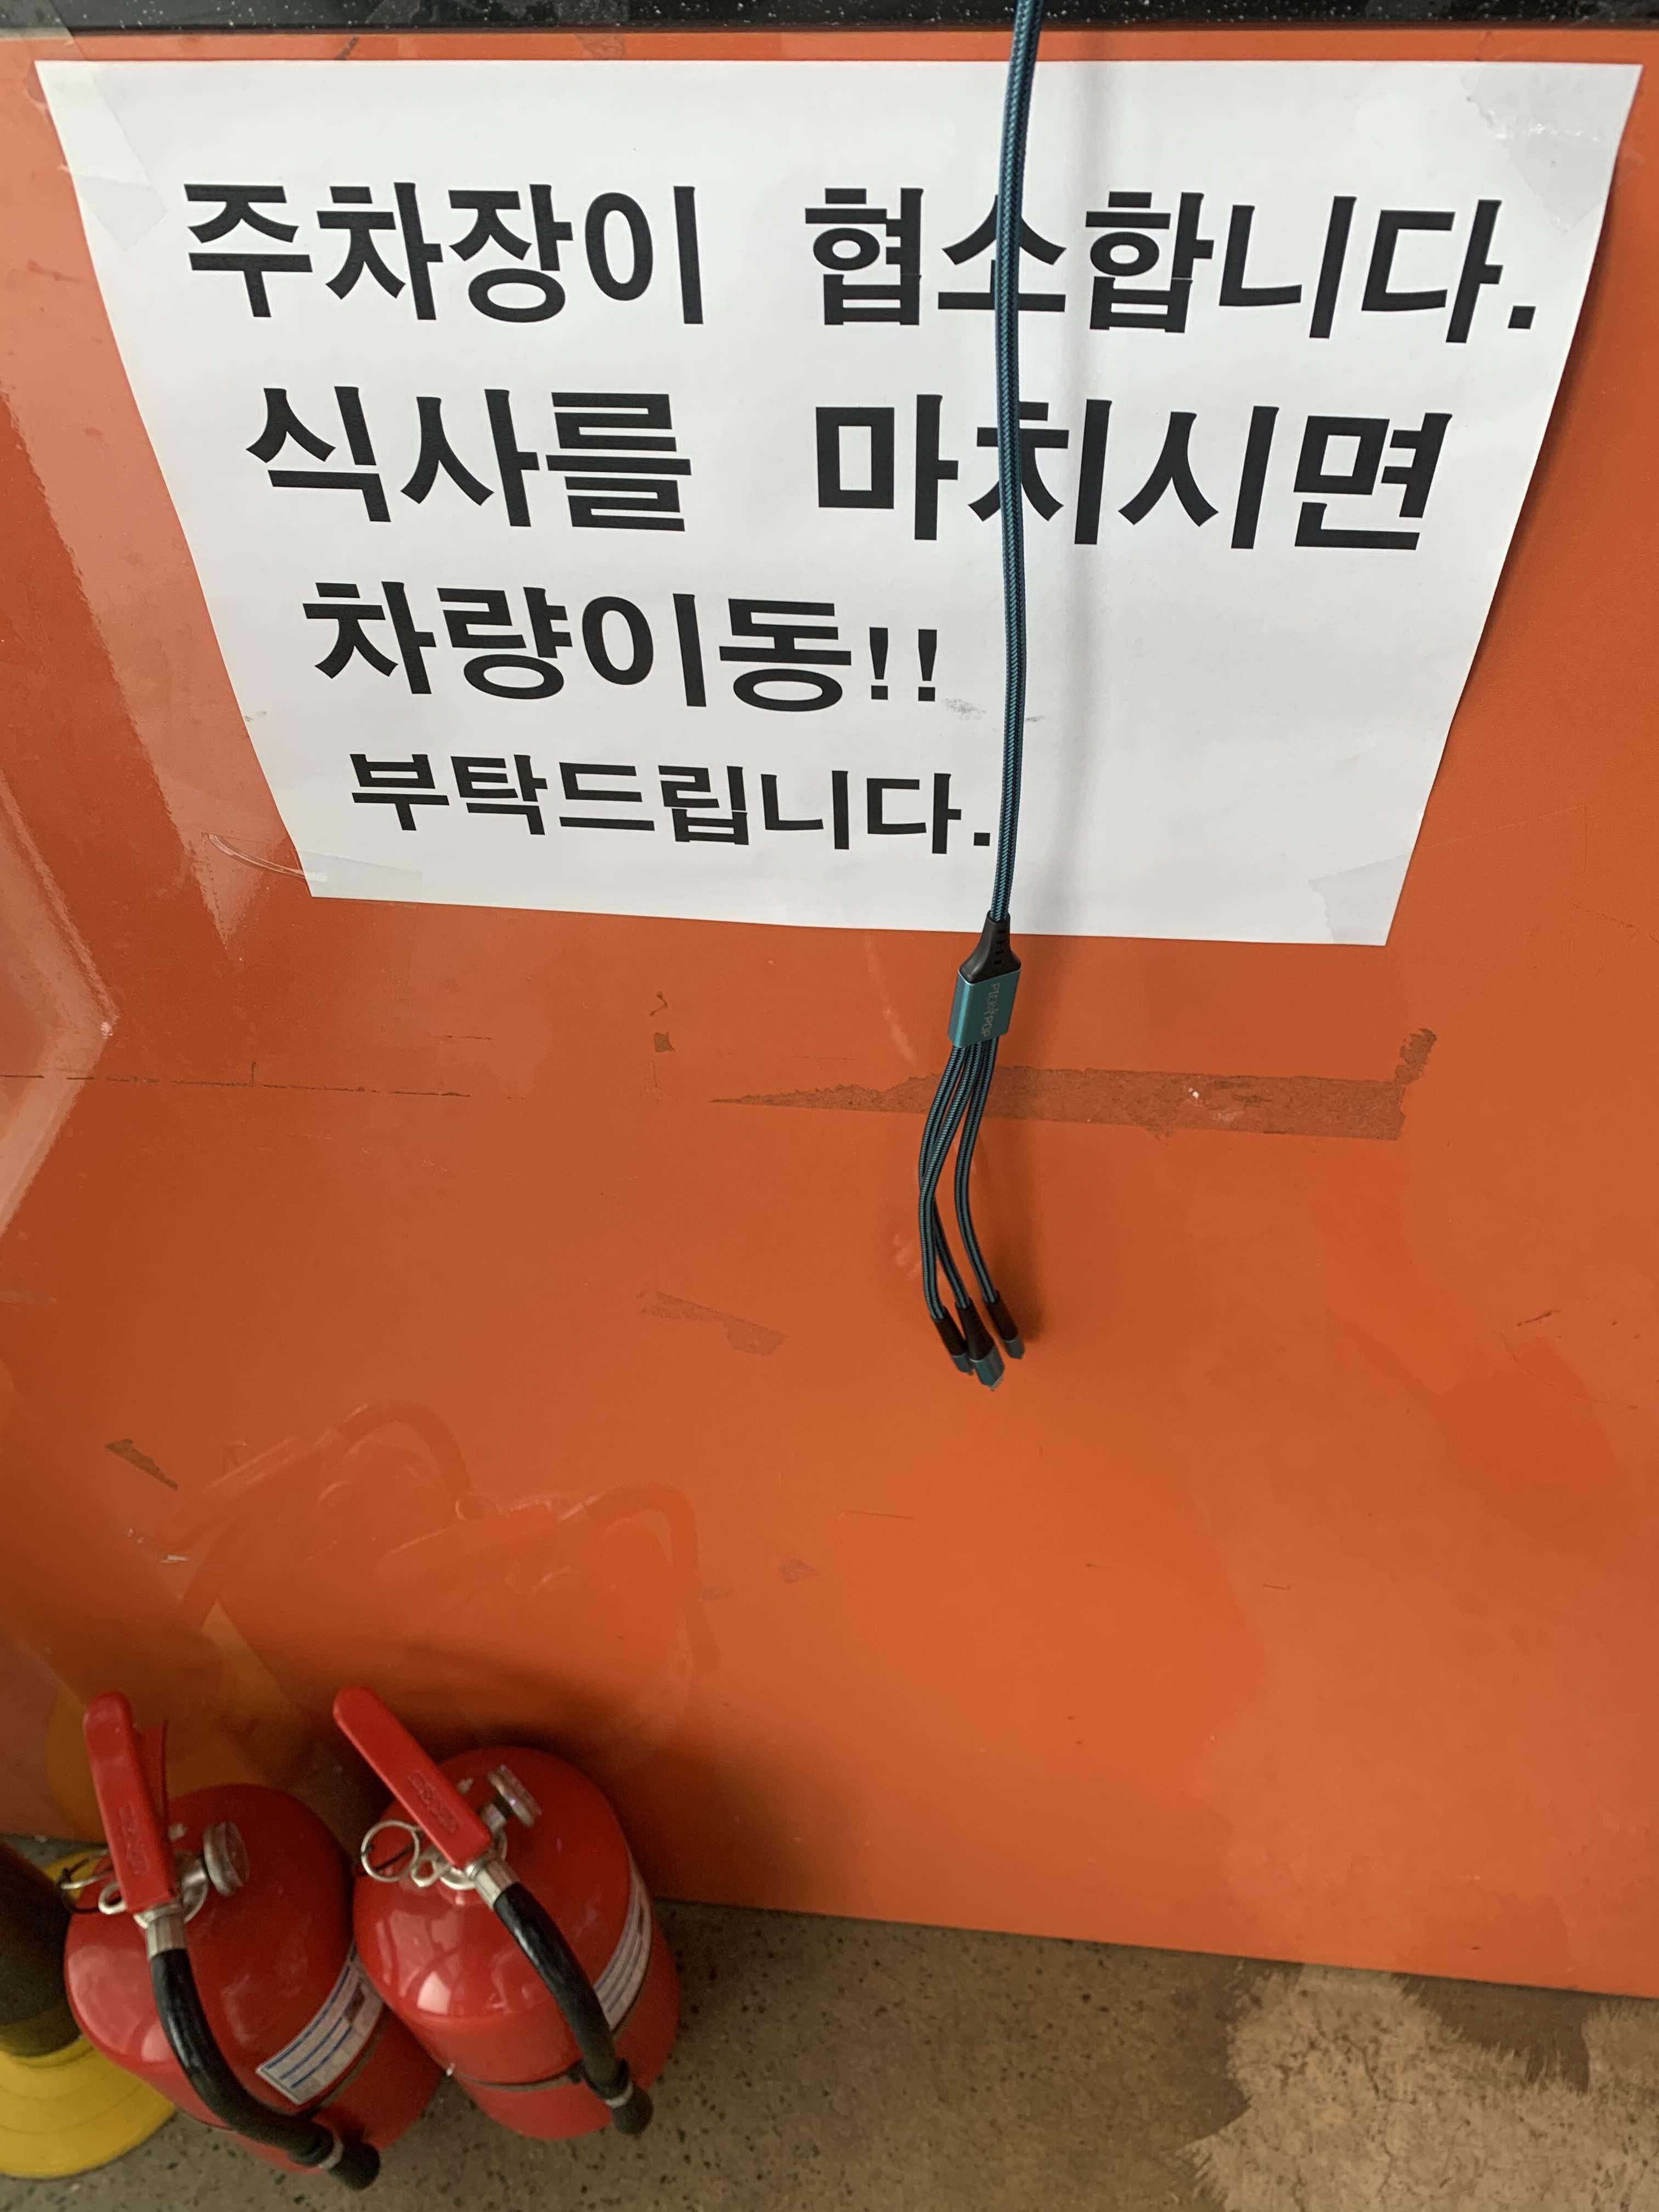 주차장이 협소합니다.
식사를 마치시면
차량이동!!
부탁드립니다.